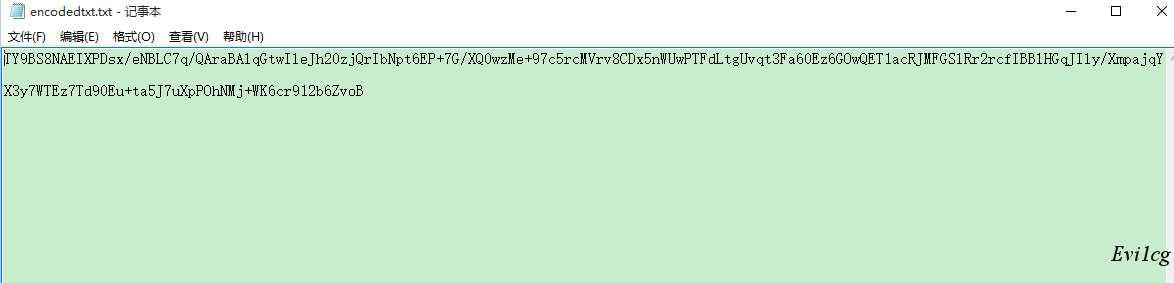 encodedtxt.txt - 记事本
文件(F) 编辑(E) 格式(O) 查看(V) 帮助(H)
TY9BS8NAEIXPDsx/eNBLC7q/QAraBA1qGtwI1eJh20zjQrIbNpt6EP+7G/XQ0wzMe+97c5rcMVrv8CDx5nWUwPTFdLtgUvqt3Fa60Ez6GOwQET1acRJMFGS1Rr2rcfIBB1HGqJI1y/XmpajqY
X3y7WTEz7Td90Eu+ta5J7uXpPOhNMj+WK6cr912b6ZvoB
Evi1cg